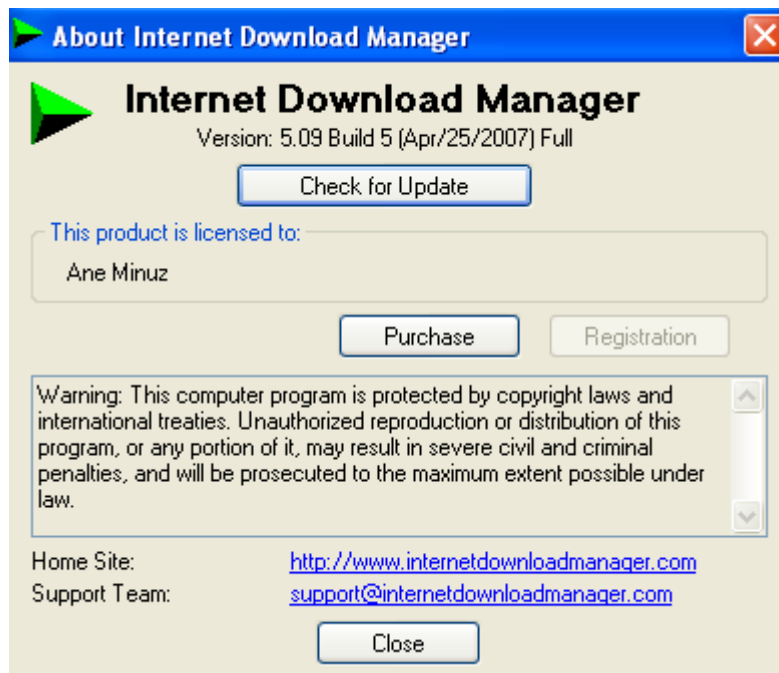 About Internet Download Manager
Internet Download Manager
Version: 5.09 Build 5 (Apr/25/2007) Full
Check for Update
This product is licensed to:
Ane Minuz
Purchase
Registration
Warning: This computer program is protected by copyright laws and
international treaties. Unauthorized reproduction or distribution of this
program, or any portion of it, may result in severe civil and criminal
penalties, and will be prosecuted to the maximum extent possible under
law.
Home Site: http://www.internetdownloadmanager.com
Support Team: support@internetdownloadmanager.com
Close